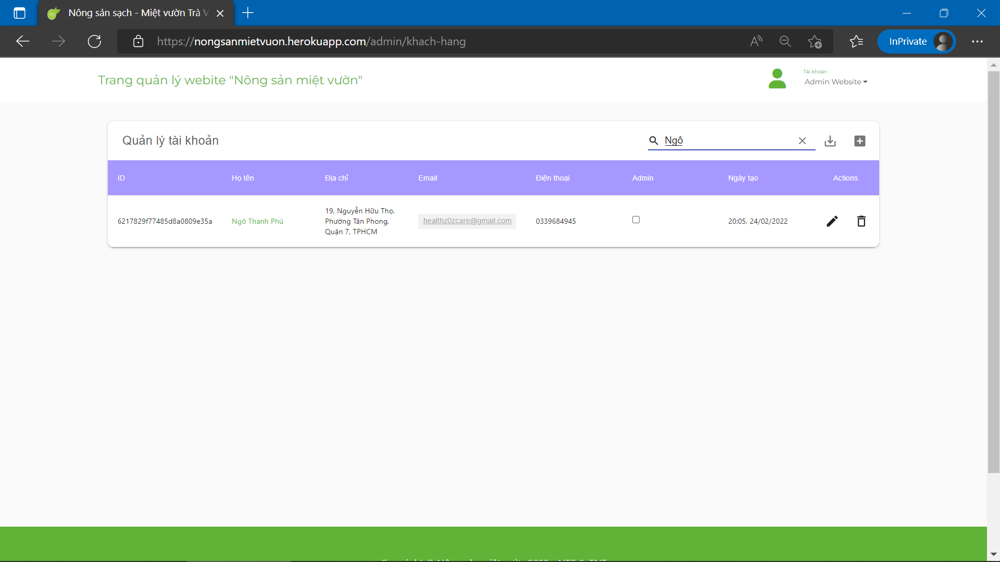 Nông sản sạch - Miệt vườn Trà V
https://nongsanmietvuon.herokuapp.com/admin/khach-hang
InPrivate
Trang quản lý webite "Nông sản miệt vườn"
Tài khoản
Admin Website
Quản lý tài khoản
Ngô
ID Họ tên Địa chỉ Email Điện thoại Admin Ngày tạo Actions
19, Nguyễn Hữu Thọ,
6217829f77485d8a0809e35a Ngô Thanh Phú Phường Tân Phong, healthz0zcare@gmail.com 0339684945 20:05, 24/02/2022
Quận 7, TPHCM